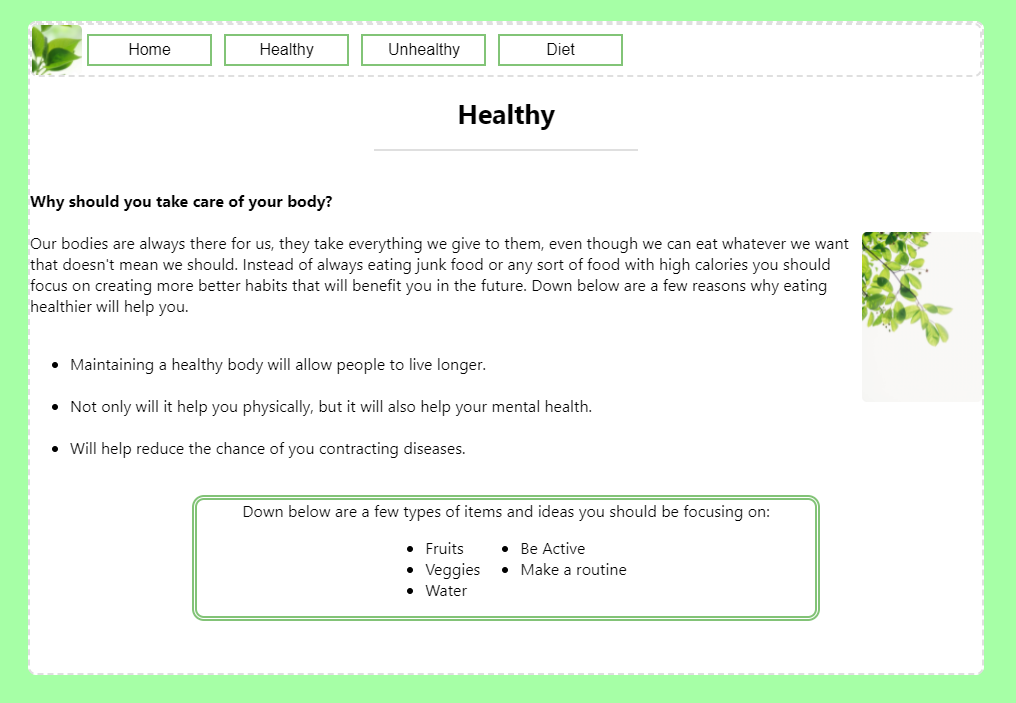 Home Healthy Unhealthy Diet
Healthy
Why should you take care of your body?
Our bodies are always there for us, they take everything we give to them, even though we can eat whatever we want
that doesn't mean we should. Instead of always eating junk food or any sort of food with high calories you should
focus on creating more better habits that will benefit you in the future. Down below are a few reasons why eating
healthier will help you.
• Maintaining a healthy body will allow people to live longer.
• Not only will it help you physically, but it will also help your mental health.
• Will help reduce the chance of you contracting diseases.
Down below are a few types of items and ideas you should be focusing on:
• Fruits
• Veggies
• Water
• Be Active
• Make a routine